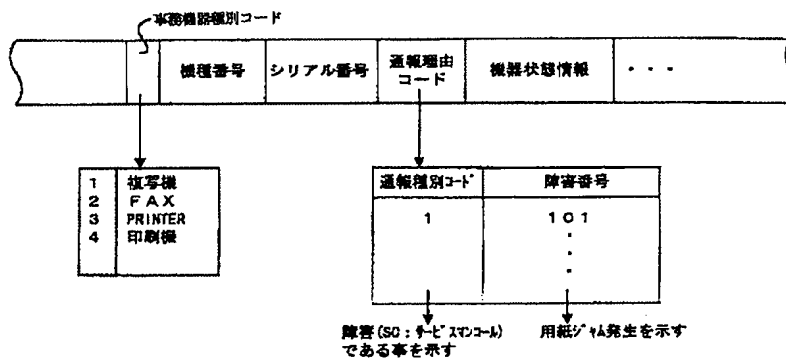 事務機器種別コード
機種番号
シリアル番号
通報理由
コード
機器状態情報
・・・
1 複写機
2 FAX
3 PRINTER
4 印刷機
通報種別コード 障害番号
1 101
・
・
・
障害(SC:サービスマンコール)
である事を示す
用紙ジャム発生を示す